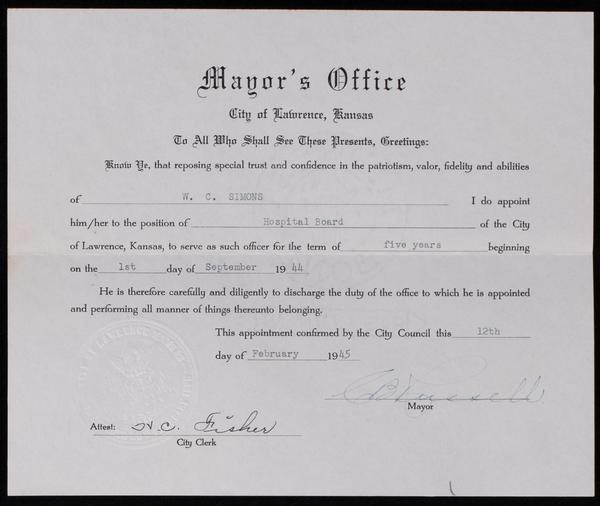 Mayor's Office
City of Lawrence, Kansas
To All Who Shall See These Presents, Greetings:
Know Ye, that reposing special trust and confidence in the patriotism, valor, fidelity and abilities
of W. C. SIMONS I do appoint
him/her to the position of Hospital Board of the City
of Lawrence, Kansas, to serve as such officer for the term of five years beginning
on the 1st day of September 19 44
He is therefore carefully and diligently to discharge the duty of the office to which he is appointed
and performing all manner of things thereunto belonging.
This appointment confirmed by the City Council this 12th
day of February 1945
Russell
Mayor
Attest: H. C. Fisher
City Clerk